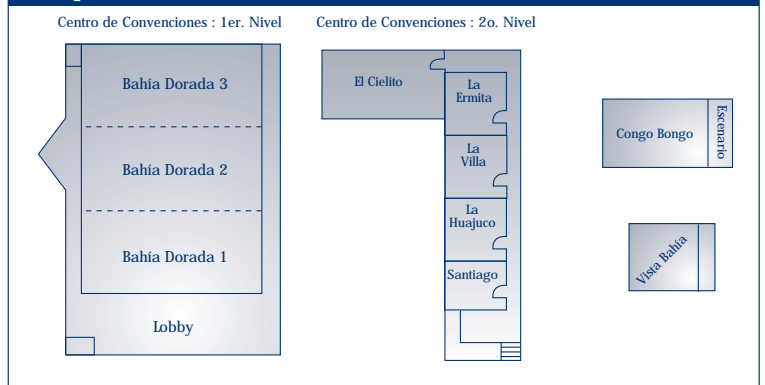 Centro de Convenciones : 1er. Nivel
Bahía Dorada 3
Bahía Dorada 2
Bahía Dorada 1
Lobby
Centro de Convenciones : 2o. Nivel
El Cielito
La
Ermita
La
Villa
La
Huajuco
Santiago
Congo Bongo
Escenario
Vista Bahía